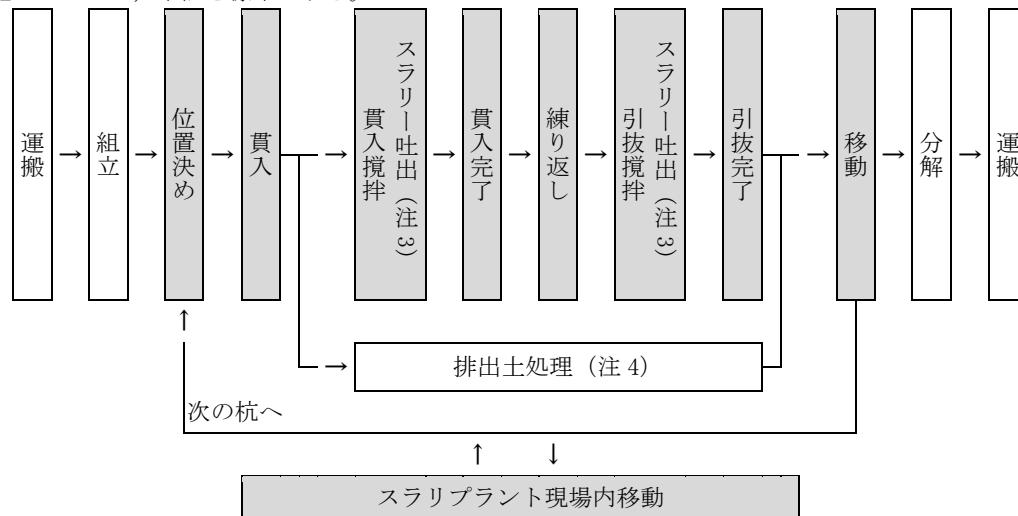 運搬
組立
位置決め
貫入
スラリー吐出（注 3）
貫入撹拌
貫入完了
練り返し
スラリー吐出（注 3）
引抜撹拌
引抜完了
移動
分解
運搬
排出土処理（注 4）
次の杭へ
スラリプラント現場内移動